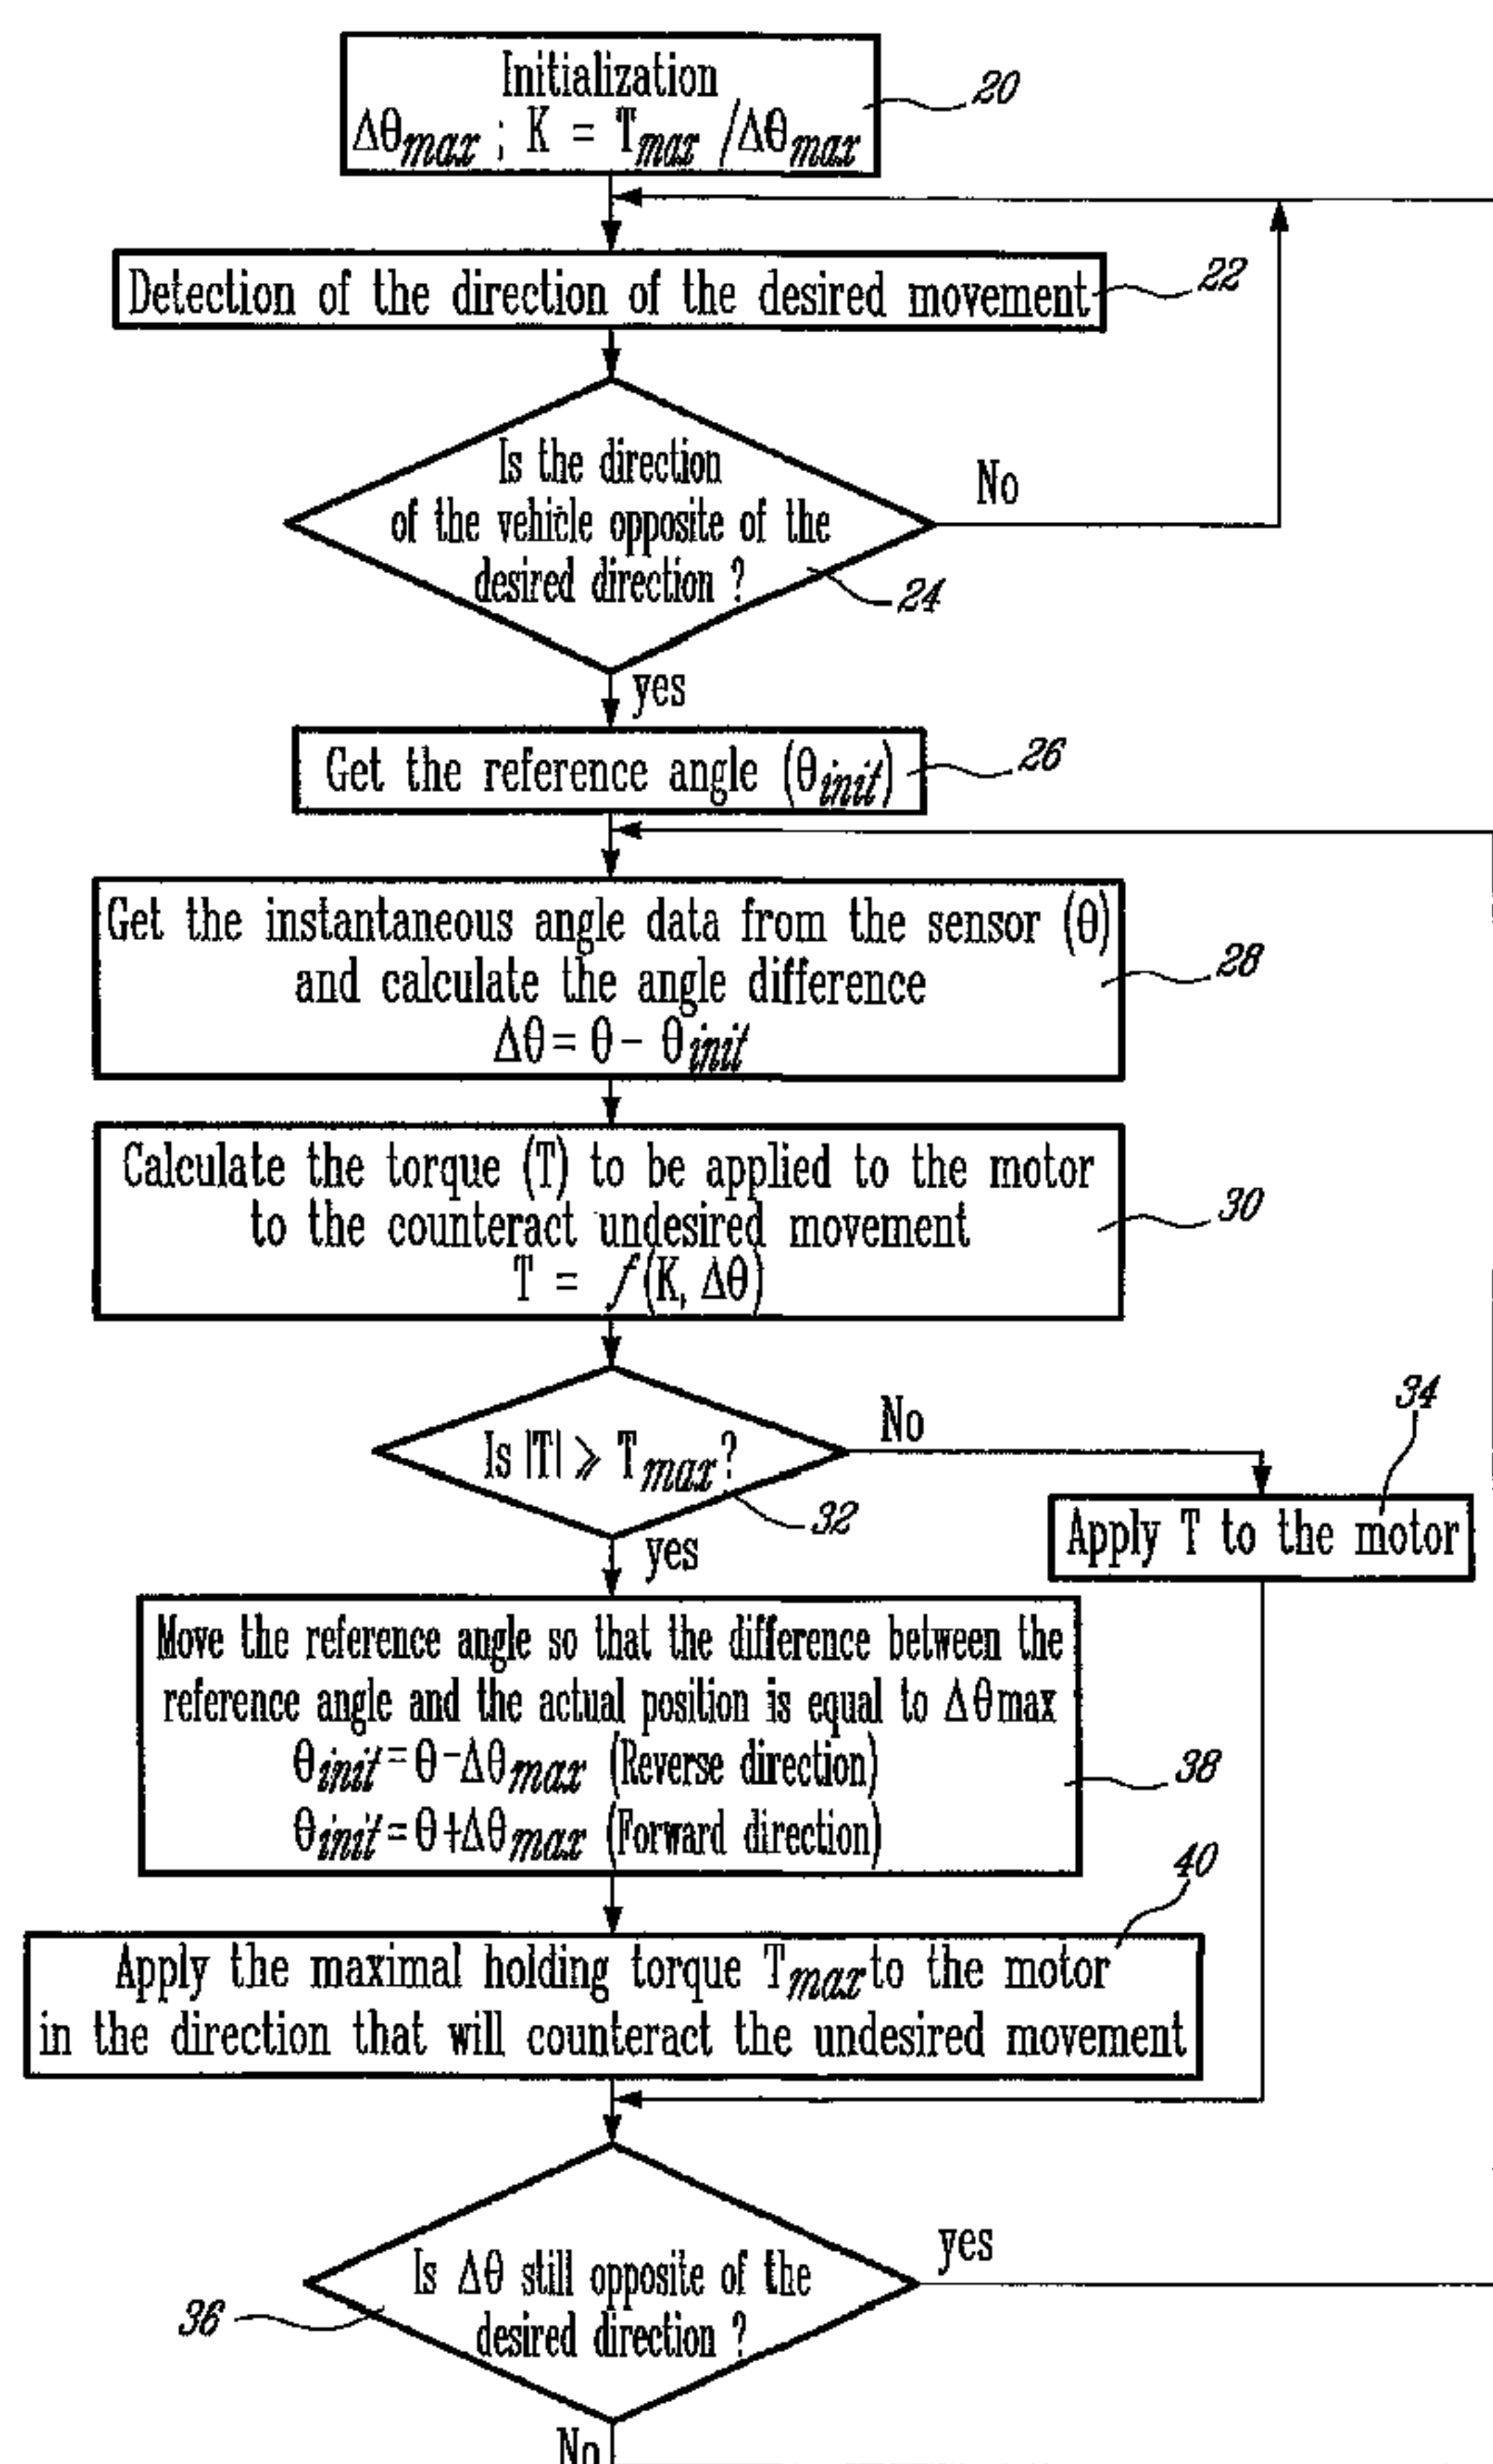 Initialization
Δθmax ; K = Tmax /Δθmax
20
Detection of the direction of the desired movement
22
Is the direction
of the vehicle opposite of the
desired direction ?
No
24
yes
Get the reference angle (θinit)
26
Get the instantaneous angle data from the sensor (θ)
and calculate the angle difference
Δθ = θ - θinit
28
Calculate the torque (T) to be applied to the motor
to the counteract undesired movement
T = f(K, Δθ)
30
Is |T| ⩾ Tmax ?
No
32
34
Apply T to the motor
yes
Move the reference angle so that the difference between the
reference angle and the actual position is equal to Δθmax
θinit = θ-Δθmax (Reverse direction)
θinit = θ+Δθmax (Forward direction)
38
40
Apply the maximal holding torque Tmax to the motor
in the direction that will counteract the undesired movement
Is Δθ still opposite of the
desired direction ?
yes
36
No